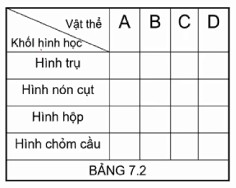 Vật thể A B C D
Khối hình học
Hình trụ
Hình nón cụt
Hình hộp
Hình chỏm cầu
BẢNG 7.2